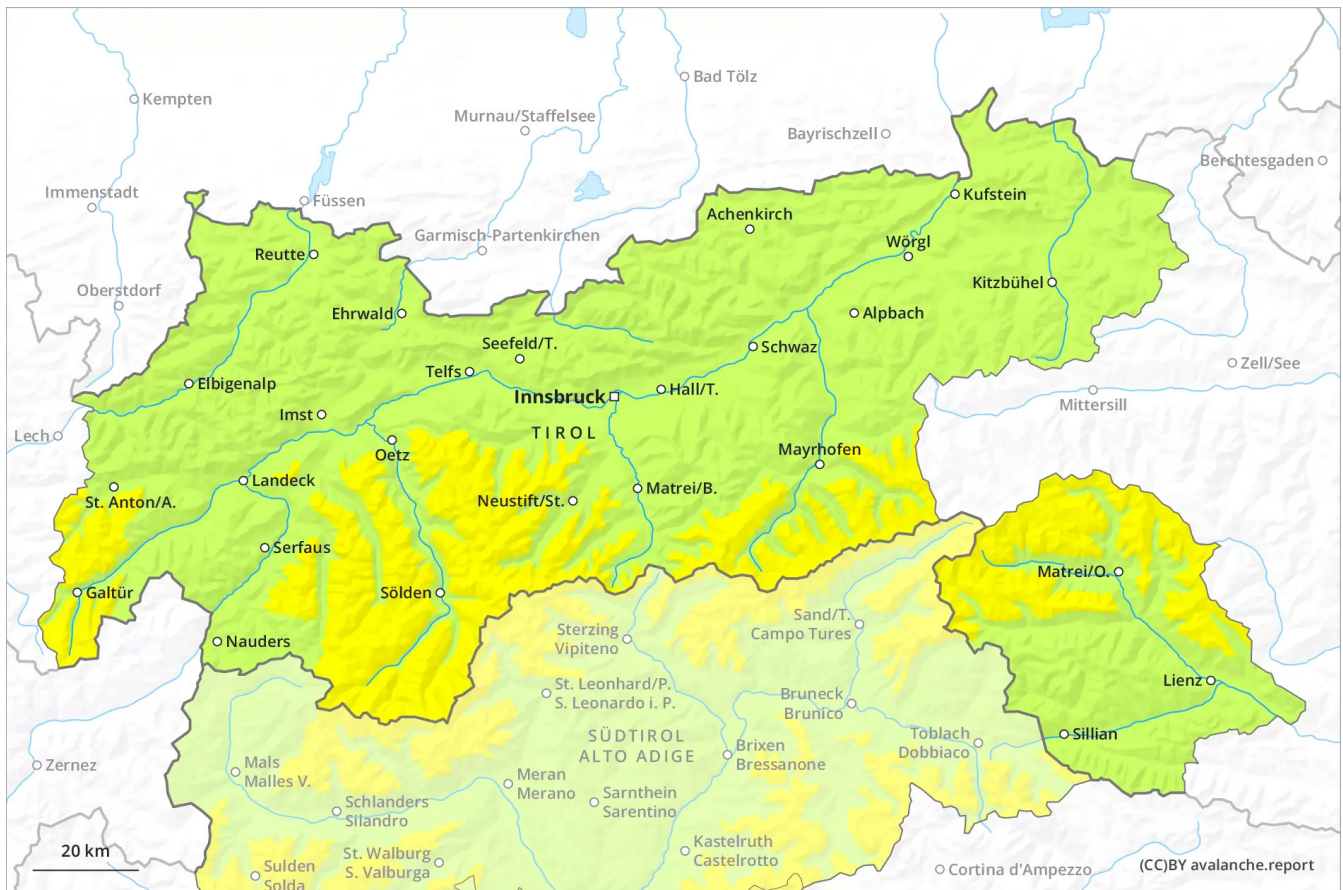 Bad Tölz
Kempten
Murnau/Staffelsee
Bayrischzell
Berchtesgaden
Immenstadt
Füssen
Kufstein
Achenkirch
Garmisch-Partenkirchen
Wörgl
Reutte
Kitzbühel
Oberstdorf
Ehrwald
Alpbach
Seefeld/T.
Schwaz
Zell/See
Telfs
Elbigenalp
Hall/T.
Innsbruck
Mittersill
Imst
TIROL
Lech
Oetz
Mayrhofen
Landeck
St. Anton/A.
Neustift/St.
Matrei/B.
Serfaus
Matrei/O.
Galtür
Sölden
Sand/T.
Campo Tures
Sterzing
Vipiteno
Nauders
Lienz
St. Leonhard/P.
S. Leonardo i. P.
Bruneck
Brunico
SÜDTIROL
ALTO ADIGE
Toblach
Dobbiaco
Sillian
Brixen
Bressanone
Zernez
Mals
Malles V.
Meran
Merano
Sarnthein
Sarentino
Schlanders
Silandro
Kastelruth
Castelrotto
St. Walburg
S. Valburga
20 km
Sulden
Solda
Cortina d'Ampezzo
(CC)BY avalanche.report